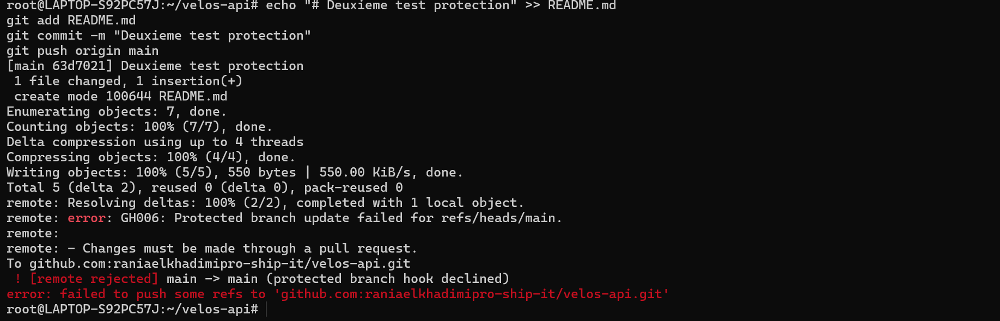 root@LAPTOP-S92PC57J:~/velos-api# echo "# Deuxieme test protection" >> README.md
git add README.md
git commit -m "Deuxieme test protection"
git push origin main
[main 63d7021] Deuxieme test protection
 1 file changed, 1 insertion(+)
 create mode 100644 README.md
Enumerating objects: 7, done.
Counting objects: 100% (7/7), done.
Delta compression using up to 4 threads
Compressing objects: 100% (4/4), done.
Writing objects: 100% (5/5), 550 bytes | 550.00 KiB/s, done.
Total 5 (delta 2), reused 0 (delta 0), pack-reused 0
remote: Resolving deltas: 100% (2/2), completed with 1 local object.
remote: error: GH006: Protected branch update failed for refs/heads/main.
remote:
remote: - Changes must be made through a pull request.
To github.com:raniaelkhadimipro-ship-it/velos-api.git
 ! [remote rejected] main -> main (protected branch hook declined)
error: failed to push some refs to 'github.com:raniaelkhadimipro-ship-it/velos-api.git'
root@LAPTOP-S92PC57J:~/velos-api#